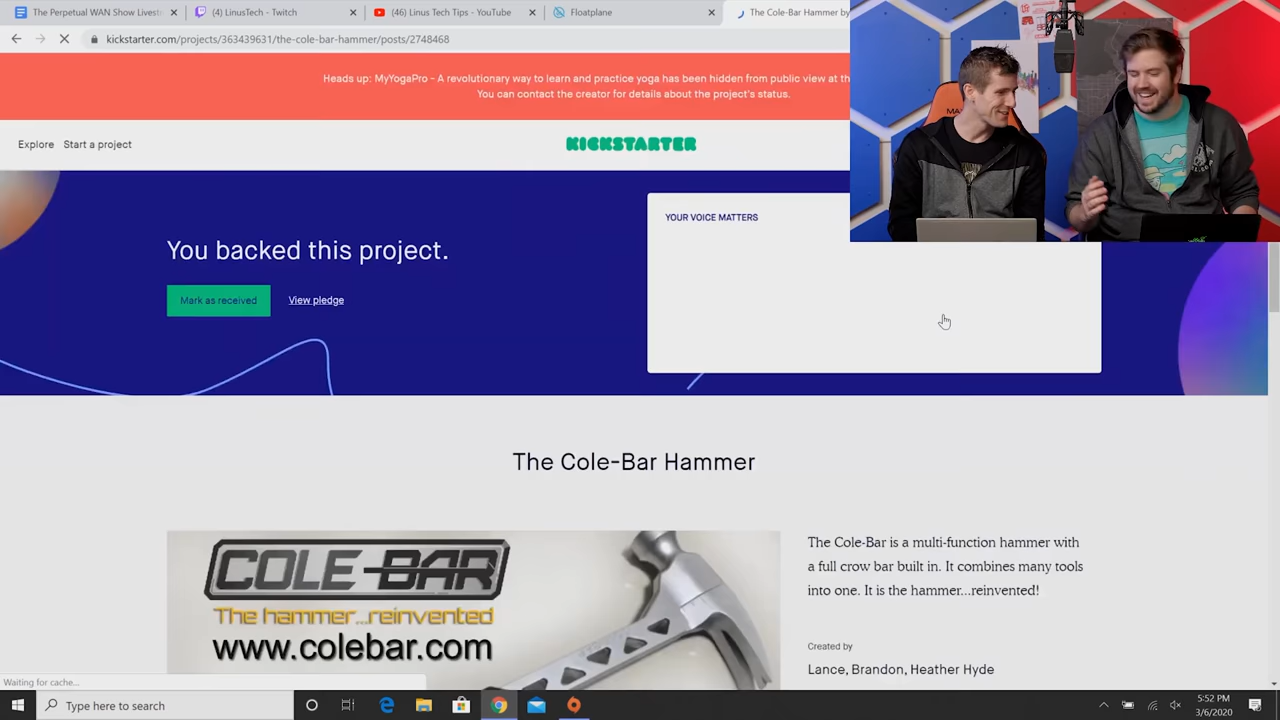 The Perpetual WAN Show Livest
(4) LinusTech - Twitch
(46) Linus Tech Tips - YouTube
Floatplane
The Cole-Bar Hammer by
kickstarter.com/projects/363439631/the-cole-bar-hammer/posts/2748468
Heads up: MyYogaPro - A revolutionary way to learn and practice yoga has been hidden from public view at the
You can contact the creator for details about the project's status.
Explore Start a project
KICKSTARTER
YOUR VOICE MATTERS
You backed this project.
Mark as received View pledge
The Cole-Bar Hammer
COLE-BAR
The hammer...reinvented
www.colebar.com
The Cole-Bar is a multi-function hammer with
a full crow bar built in. It combines many tools
into one. It is the hammer...reinvented!
Created by
Lance, Brandon, Heather Hyde
Waiting for cache...
Type here to search
5:52 PM
3/6/2020